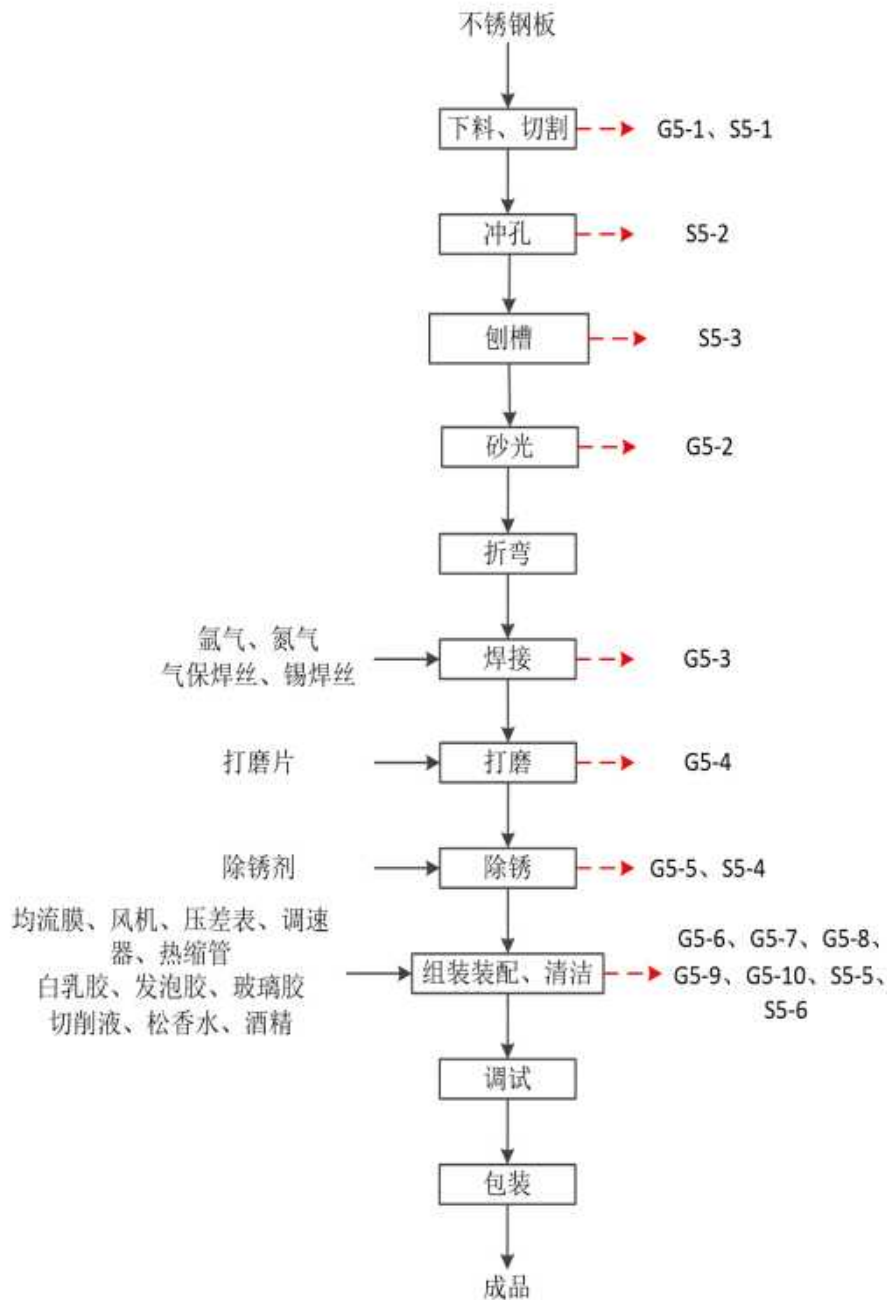 不锈钢板
下料、切割
G5-1、S5-1
冲孔
S5-2
刨槽
S5-3
砂光
G5-2
折弯
氩气、氮气
气保焊丝、锡焊丝
焊接
G5-3
打磨片
打磨
G5-4
除锈剂
除锈
G5-5、S5-4
均流膜、风机、压差表、调速
器、热缩管
白乳胶、发泡胶、玻璃胶
切削液、松香水、酒精
组装装配、清洁
G5-6、G5-7、G5-8、
G5-9、G5-10、S5-5、
S5-6
调试
包装
成品